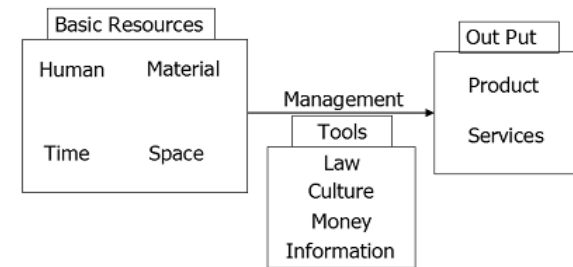 Basic Resources
Human Material
Time Space
Management
Tools
Law
Culture
Money
Information
Out Put
Product
Services